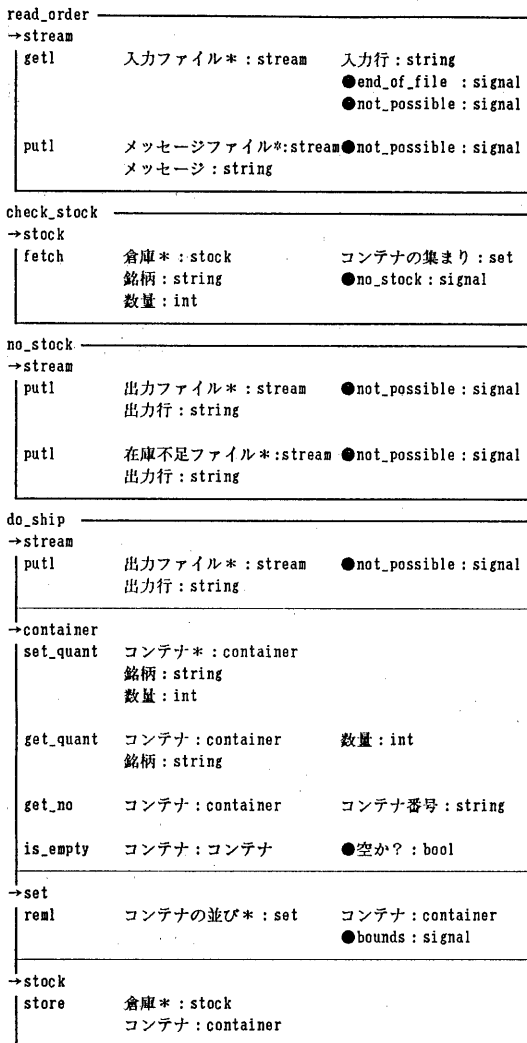 read_order
→stream
getl 入力ファイル＊：stream 入力行：string
●end_of_file ：signal
●not_possible：signal
putl メッセージファイル＊:stream●not_possible：signal
メッセージ：string
check_stock
→stock
fetch 倉庫＊：stock コンテナの集まり：set
銘柄：string ●no_stock：signal
数量：int
no_stock
→stream
putl 出力ファイル＊：stream ●not_possible：signal
出力行：string
putl 在庫不足ファイル＊:stream ●not_possible：signal
出力行：string
do_ship
→stream
putl 出力ファイル＊：stream ●not_possible：signal
出力行：string
→container
set_quant コンテナ＊：container
銘柄：string
数量：int
get_quant コンテナ：container 数量：int
銘柄：string
get_no コンテナ：container コンテナ番号：string
is_empty コンテナ：コンテナ ●空か？：bool
→set
reml コンテナの並び＊：set コンテナ：container
●bounds：signal
→stock
store 倉庫＊：stock
コンテナ：container